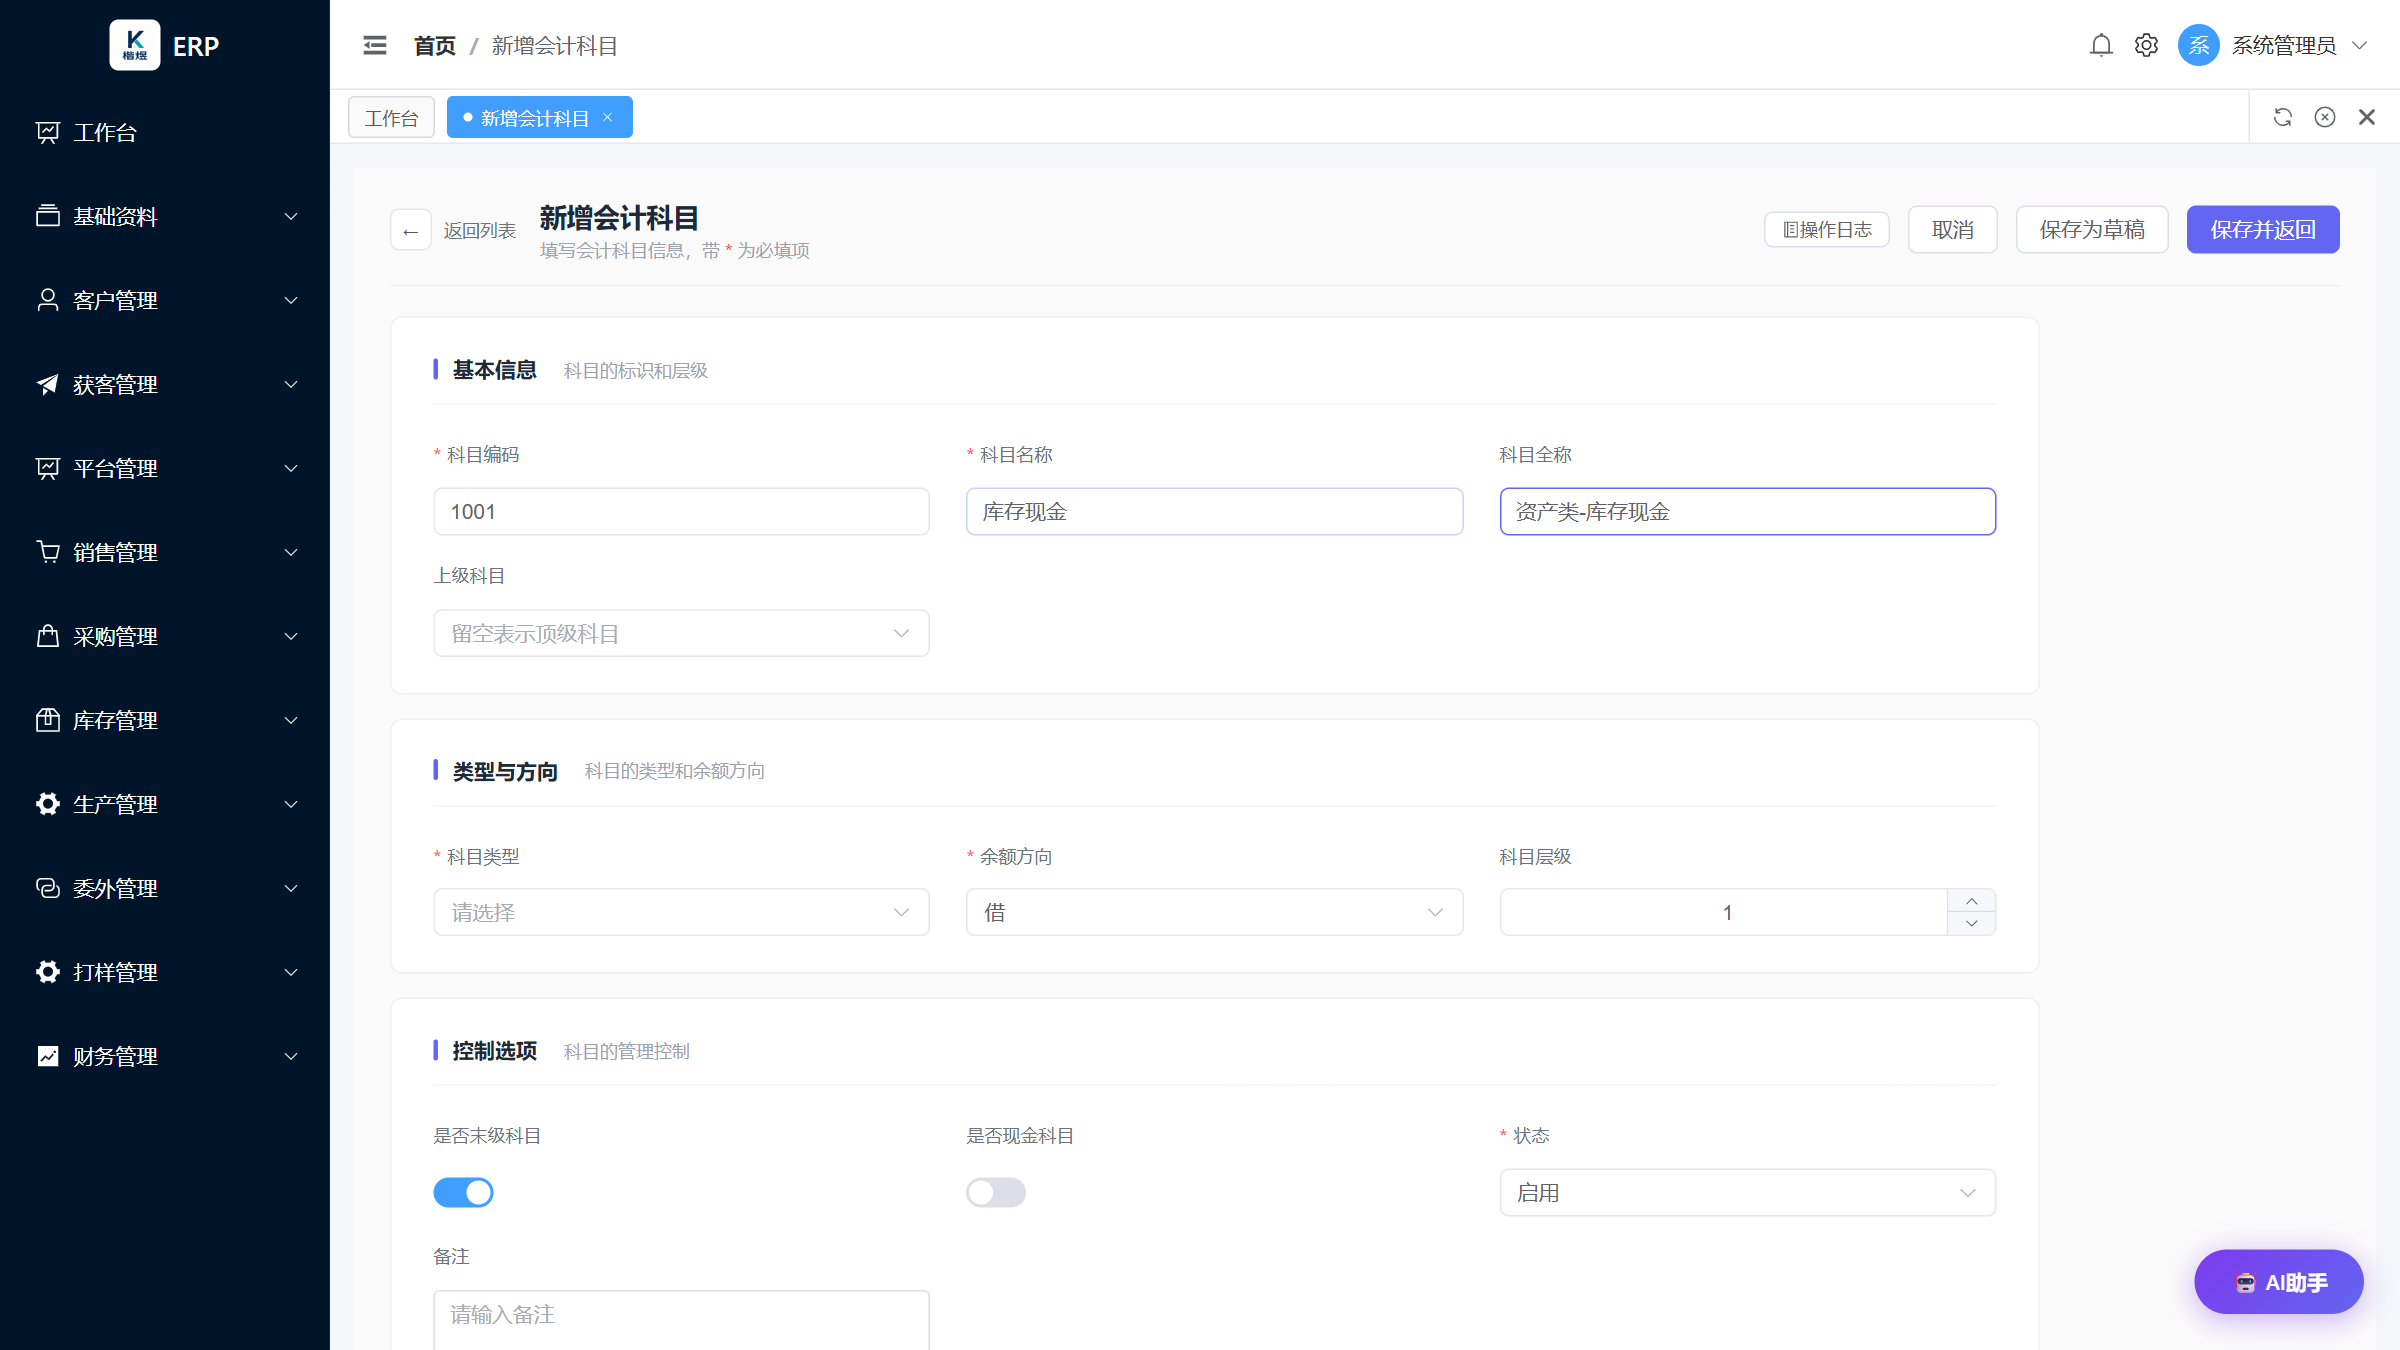 K
楷煜
ERP
工作台
基础资料
客户管理
获客管理
平台管理
销售管理
采购管理
库存管理
生产管理
委外管理
打样管理
财务管理
首页 / 新增会计科目
系
系统管理员
工作台
新增会计科目
返回列表
新增会计科目
填写会计科目信息，带 * 为必填项
操作日志
取消
保存为草稿
保存并返回
基本信息 科目的标识和层级
* 科目编码
* 科目名称
科目全称
1001
库存现金
资产类-库存现金
上级科目
留空表示顶级科目
类型与方向 科目的类型和余额方向
* 科目类型
* 余额方向
科目层级
请选择
借
1
控制选项 科目的管理控制
是否末级科目
是否现金科目
* 状态
启用
备注
请输入备注
AI助手